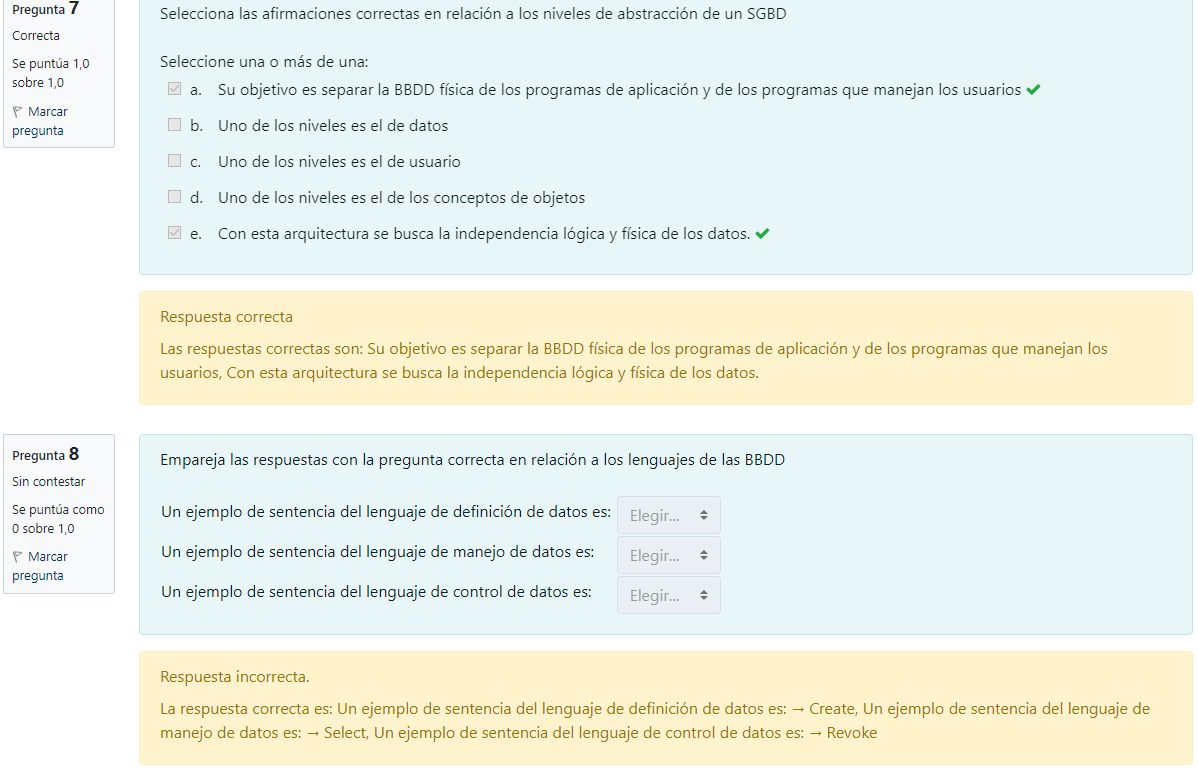 Pregunta 7
Correcta
Se puntúa 1,0
sobre 1,0
Marcar
pregunta
Selecciona las afirmaciones correctas en relación a los niveles de abstracción de un SGBD
Seleccione una o más de una:
a. Su objetivo es separar la BBDD física de los programas de aplicación y de los programas que manejan los usuarios
b. Uno de los niveles es el de datos
c. Uno de los niveles es el de usuario
d. Uno de los niveles es el de los conceptos de objetos
e. Con esta arquitectura se busca la independencia lógica y física de los datos.
Respuesta correcta
Las respuestas correctas son: Su objetivo es separar la BBDD física de los programas de aplicación y de los programas que manejan los
usuarios, Con esta arquitectura se busca la independencia lógica y física de los datos.
Pregunta 8
Sin contestar
Se puntúa como
0 sobre 1,0
Marcar
pregunta
Empareja las respuestas con la pregunta correcta en relación a los lenguajes de las BBDD
Un ejemplo de sentencia del lenguaje de definición de datos es: Elegir...
Un ejemplo de sentencia del lenguaje de manejo de datos es: Elegir...
Un ejemplo de sentencia del lenguaje de control de datos es: Elegir...
Respuesta incorrecta.
La respuesta correcta es: Un ejemplo de sentencia del lenguaje de definición de datos es: → Create, Un ejemplo de sentencia del lenguaje de
manejo de datos es: → Select, Un ejemplo de sentencia del lenguaje de control de datos es: → Revoke